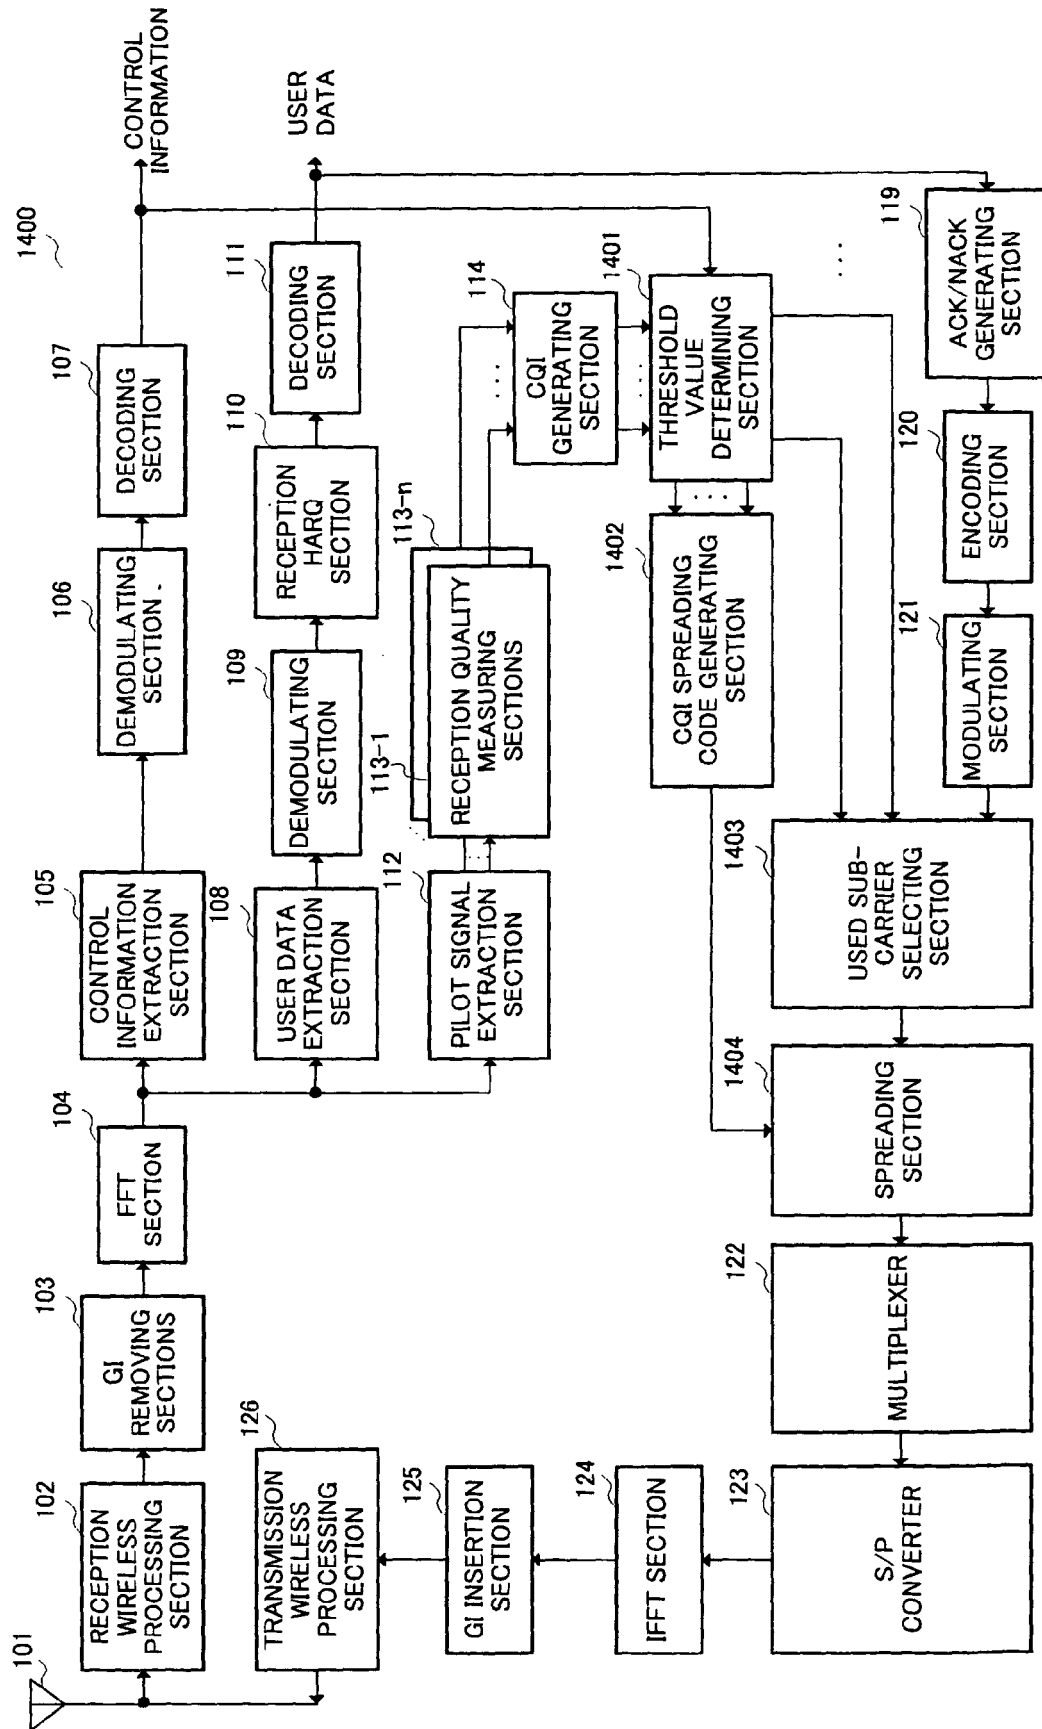 1400
101
102
RECEPTION
WIRELESS
PROCESSING
SECTION
103
GI
REMOVING
SECTIONS
104
FFT
SECTION
105
CONTROL
INFORMATION
EXTRACTION
SECTION
106
DEMODULATING
SECTION .
107
DECODING
SECTION
CONTROL
INFORMATION
108
USER DATA
EXTRACTION
SECTION
109
DEMODULATING
SECTION
110
RECEPTION
HARQ
SECTION
111
DECODING
SECTION
USER
DATA
112
PILOT SIGNAL
EXTRACTION
SECTION
113-1
113-n
RECEPTION QUALITY
MEASURING
SECTIONS
114
CQI
GENERATING
SECTION
1401
THRESHOLD
VALUE
DETERMINING
SECTION
1402
CQI SPREADING
CODE GENERATING
SECTION
119
ACK/NACK
GENERATING
SECTION
120
ENCODING
SECTION
121
MODULATING
SECTION
1403
USED SUB-
CARRIER
SELECTING
SECTION
1404
SPREADING
SECTION
122
MULTIPLEXER
123
S/P
CONVERTER
124
IFFT SECTION
125
GI INSERTION
SECTION
126
TRANSMISSION
WIRELESS
PROCESSING
SECTION